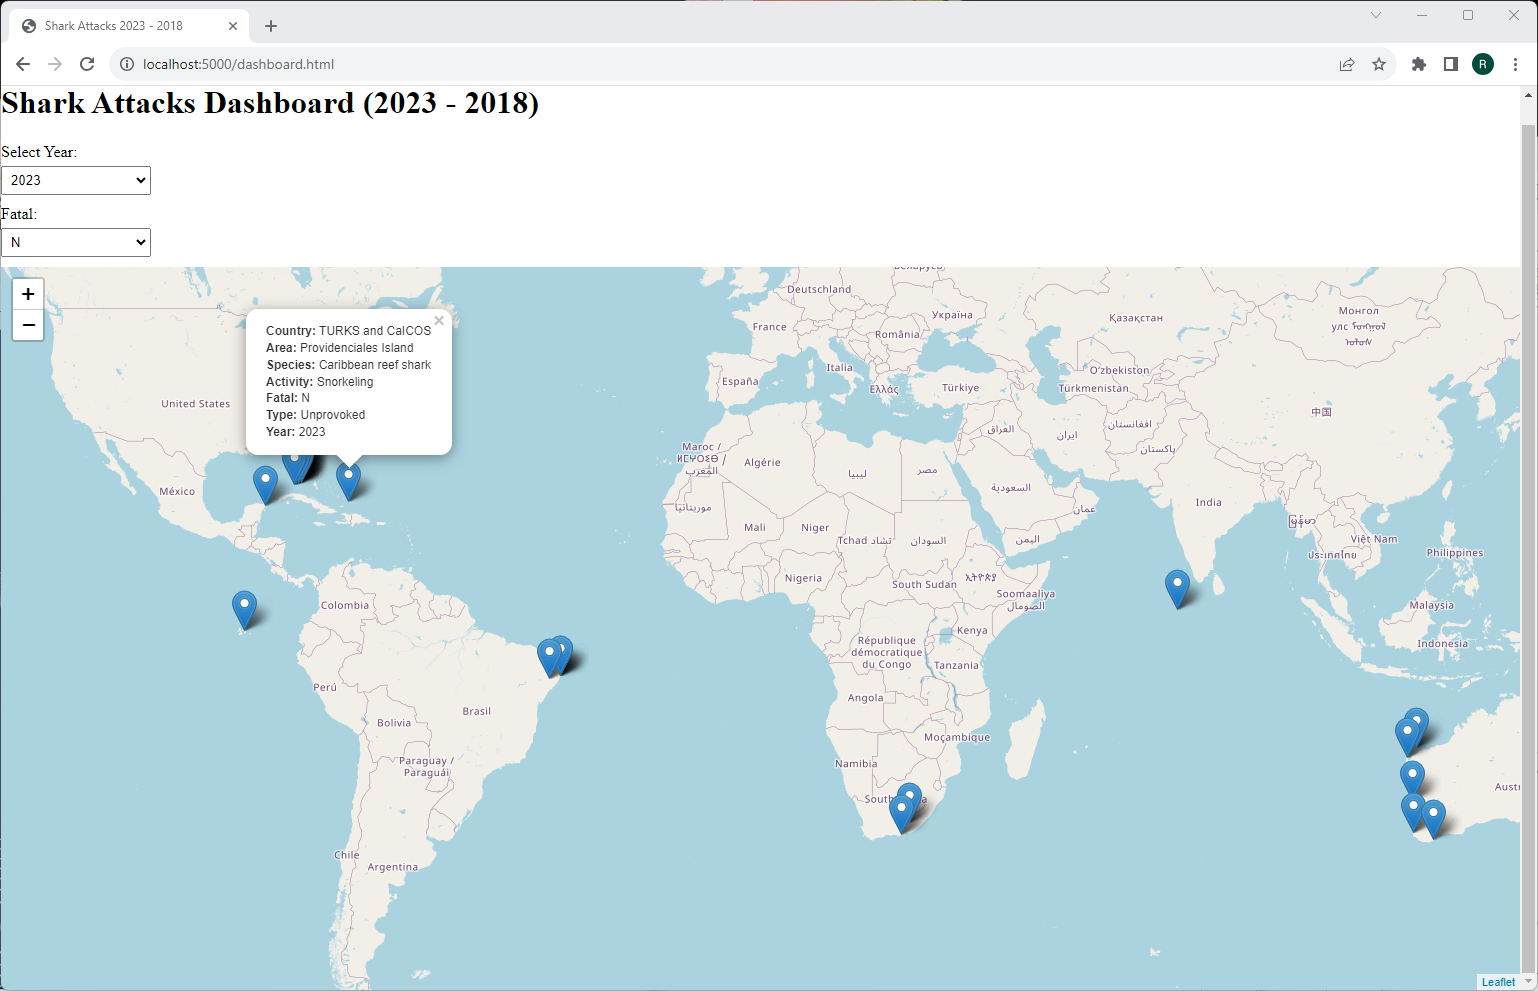 Shark Attacks 2023 - 2018
localhost:5000/dashboard.html
R
Shark Attacks Dashboard (2023 - 2018)
Select Year:
2023
Fatal:
N
+
−
Country: TURKS and CaICOS
Area: Providenciales Island
Species: Caribbean reef shark
Activity: Snorkeling
Fatal: N
Type: Unprovoked
Year: 2023
Deutschland
Україна
France
România
Монгол
улс
Қазақстан
Italia
España
Ελλάς
Türkiye
O'zbekiston
Türkmenistan
United States
中国
افغانستان
ایران
العراق
پاکستان
Maroc /
ⵍⵎⵖⵔⵉⴱ /
المغرب
Algérie
ليبيا
مصر
السعودية
México
موريتانيا
Mali
Niger
Tchad تشاد
السودان
عمان
اليمن
India
မြန်မာ
Việt Nam
ประเทศไทย
Philippines
Nigeria
South Sudan
ኢትዮጵያ
Soomaaliya
الصومال
Colombia
Malaysia
Kenya
République
démocratique
du Congo
Indonesia
Tanzania
Perú
Angola
Brasil
Bolivia
Moçambique
Paraguay /
Paraguái
Namibia
South
a
Austr
Chile
Argentina
Leaflet